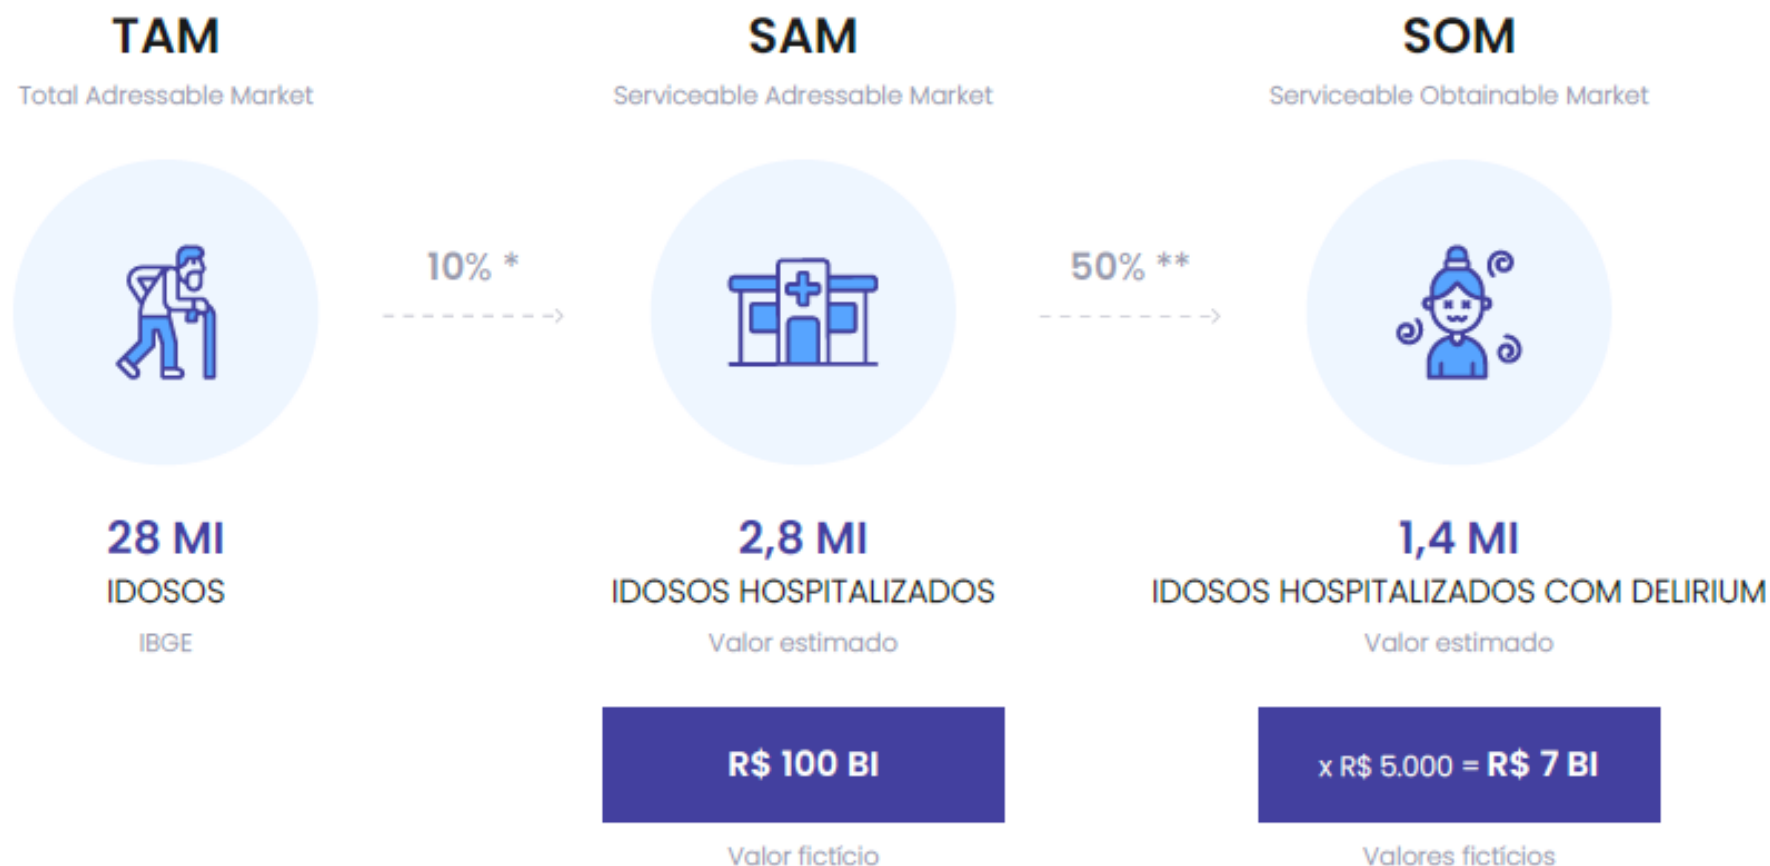 TAM
Total Adressable Market
28 MI
IDOSOS
IBGE
10% *
SAM
Serviceable Adressable Market
2,8 MI
IDOSOS HOSPITALIZADOS
Valor estimado
R$ 100 BI
Valor fictício
50% **
SOM
Serviceable Obtainable Market
1,4 MI
IDOSOS HOSPITALIZADOS COM DELIRIUM
Valor estimado
x R$ 5.000 = R$ 7 BI
Valores fictícios